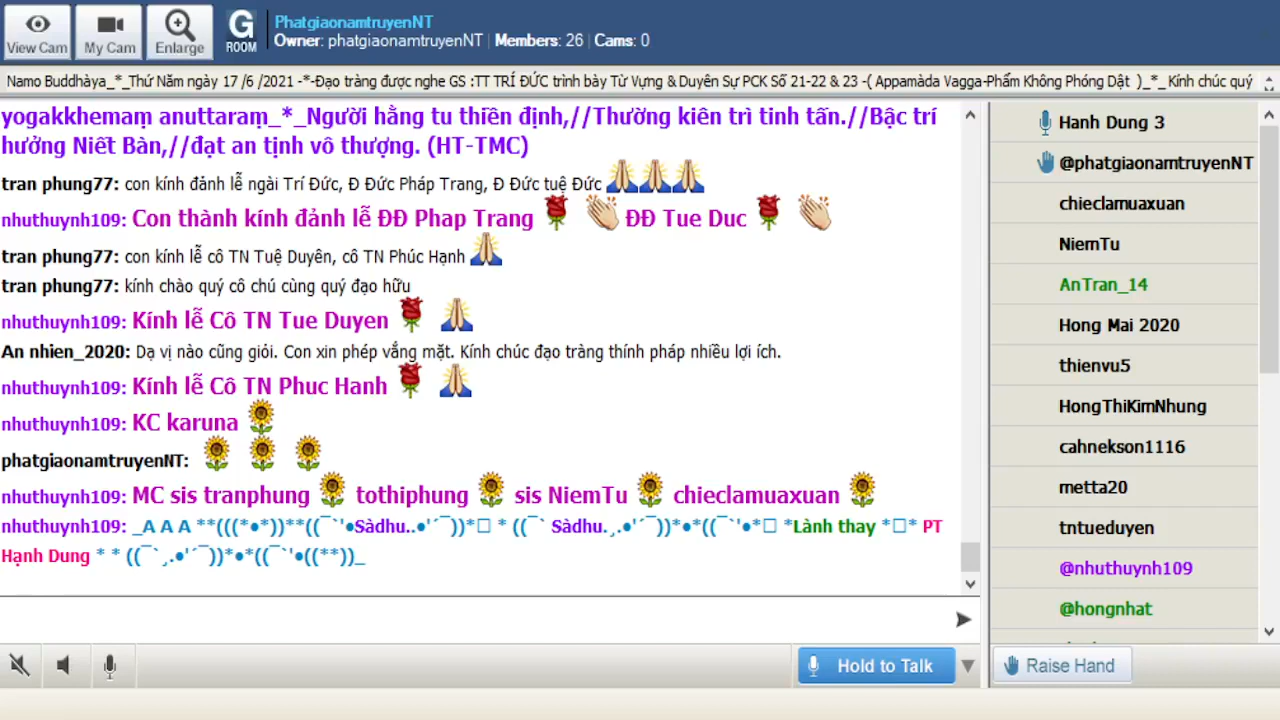 View Cam
My Cam
Enlarge
G
ROOM
PhatgiaonamtruyenNT
Owner: phatgiaonamtruyenNT | Members: 26 | Cams: 0
Namo Buddhàya_*_Thứ Năm ngày 17 /6 /2021 -*-Đạo tràng được nghe GS :TT TRÍ ĐỨC trình bày Từ Vựng & Duyên Sự PCK Số 21-22 & 23 -( Appamàda Vagga-Phẩm Không Phóng Dật )_*_ Kính chúc quý
yogakkhemaṃ anuttaraṃ_*_Người hằng tu thiền định,//Thường kiên trì tinh tấn.//Bậc trí
hưởng Niết Bàn,//đạt an tịnh vô thượng. (HT-TMC)
tran phung77: con kính đảnh lễ ngài Trí Đức, Đ Đức Pháp Trang, Đ Đức tuệ Đức 🙏🙏🙏
nhuthuynh109: Con thành kính đảnh lễ ĐĐ Phap Trang 🌹 👏 ĐĐ Tue Duc 🌹 👏
tran phung77: con kính lễ cô TN Tuệ Duyên, cô TN Phúc Hạnh 🙏
tran phung77: kính chào quý cô chú cùng quý đạo hữu
nhuthuynh109: Kính lễ Cô TN Tue Duyen 🌹 🙏
An nhien_2020: Dạ vị nào cũng giỏi. Con xin phép vắng mặt. Kính chúc đạo tràng thính pháp nhiều lợi ích.
nhuthuynh109: Kính lễ Cô TN Phuc Hanh 🌹 🙏
nhuthuynh109: KC karuna 🌻
phatgiaonamtruyenNT: 🌻 🌻 🌻
nhuthuynh109: MC sis tranphung 🌻 tothiphung 🌻 sis NiemTu 🌻 chieclamuaxuan 🌻
nhuthuynh109: _A A A **(((*•*))**((¯`'•Sàdhu..•'´¯))*□ * ((¯` Sàdhu.¸.•'´¯))*•*((¯`'•*□ *Lành thay *□* PT
Hạnh Dung * * ((¯`¸.•'´¯))*•*((¯`'•((**))_
Hold to Talk
Hanh Dung 3
@phatgiaonamtruyenNT
chieclamuaxuan
NiemTu
AnTran_14
Hong Mai 2020
thienvu5
HongThiKimNhung
cahnekson1116
metta20
tntueduyen
@nhuthuynh109
@hongnhat
Raise Hand